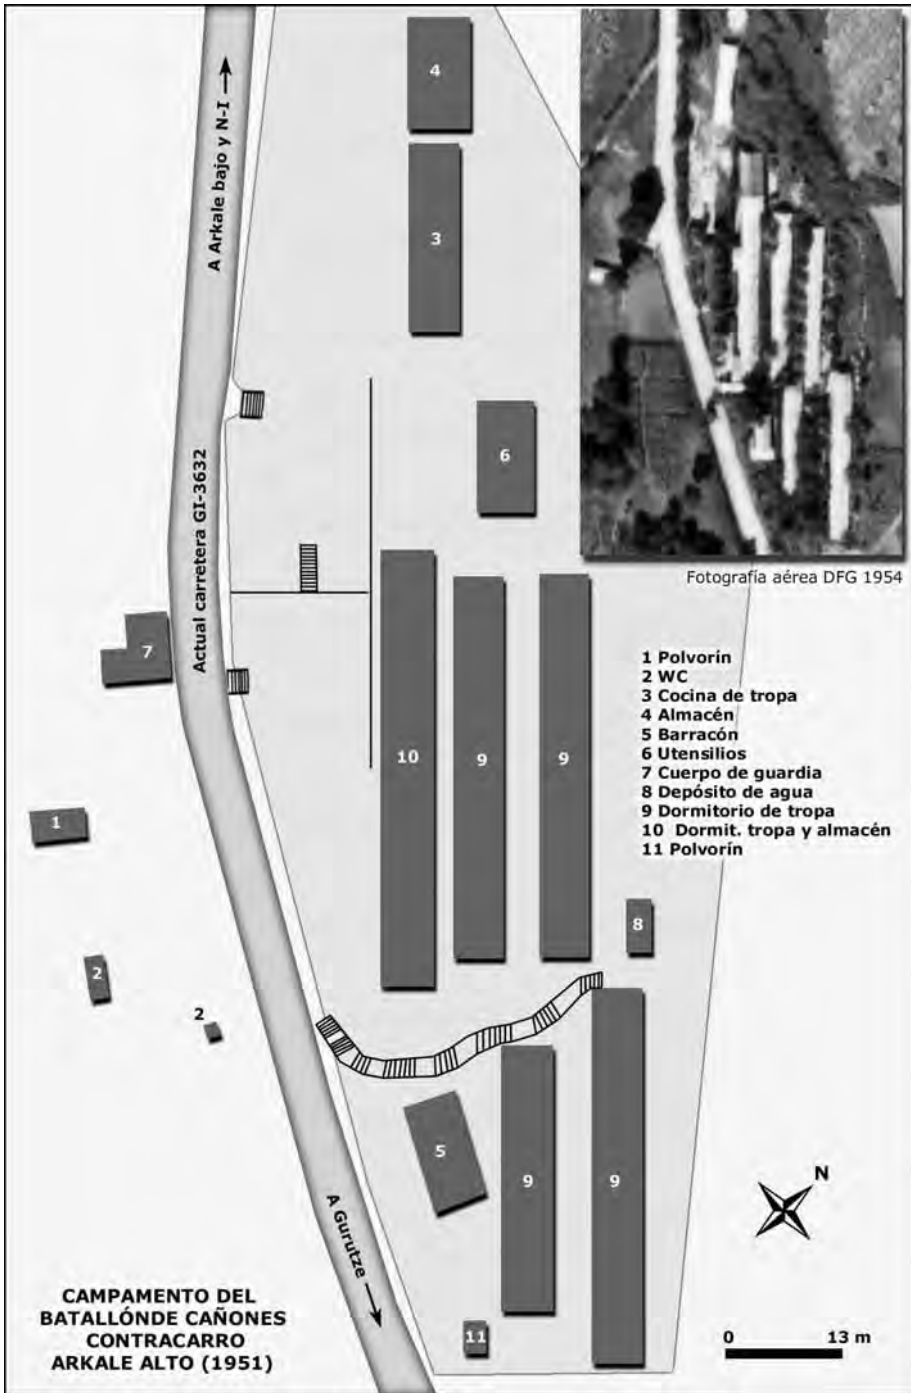 A Arkale bajo y N-I
4
3
6
Actual carretera GI-3632
7
10
9
9
1
8
2
2
5
9
9
11
A Gurutze
Fotografía aérea DFG 1954
1 Polvorín
2 WC
3 Cocina de tropa
4 Almacén
5 Barracón
6 Utensilios
7 Cuerpo de guardia
8 Depósito de agua
9 Dormitorio de tropa
10 Dormit. tropa y almacén
11 Polvorín
N
0 13 m
CAMPAMENTO DEL
BATALLÓNDE CAÑONES
CONTRACARRO
ARKALE ALTO (1951)